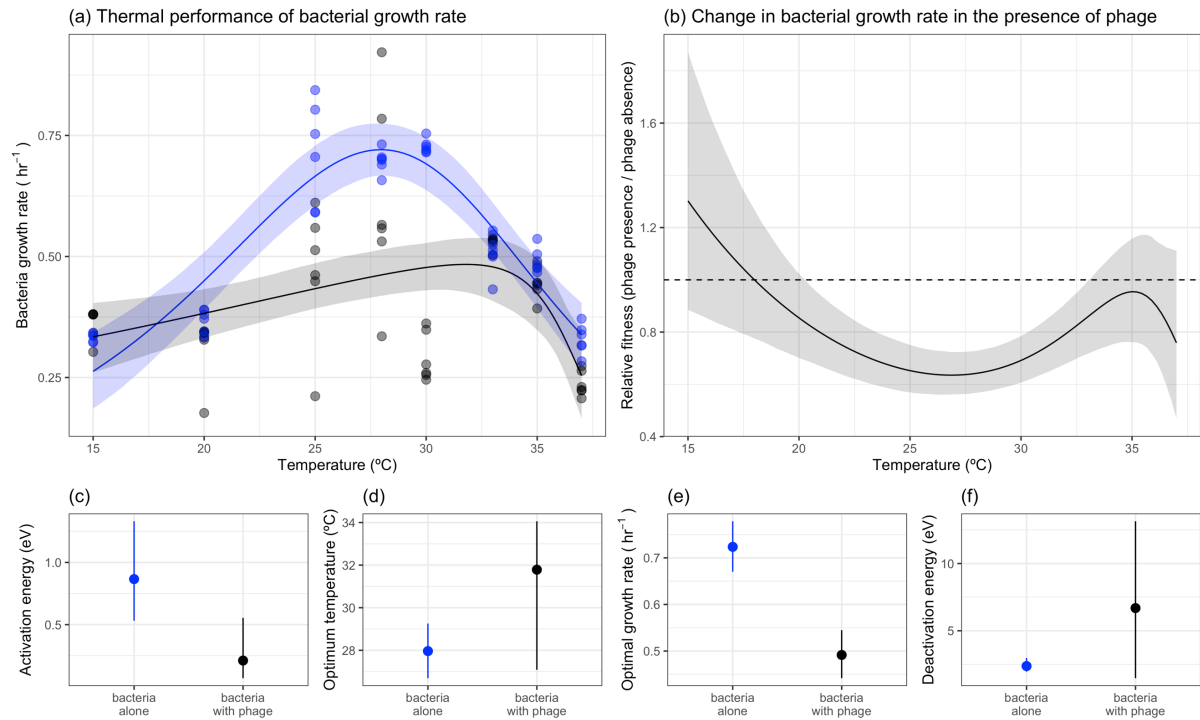 (a) Thermal performance of bacterial growth rate
Bacteria growth rate ( hr⁻¹ )
0.75
0.50
0.25
15 20 25 30 35
Temperature (ºC)
(b) Change in bacterial growth rate in the presence of phage
Relative fitness (phage presence / phage absence)
1.6
1.2
0.8
0.4
15 20 25 30 35
Temperature (ºC)
(c)
Activation energy (eV)
1.0
0.5
bacteria alone
bacteria with phage
(d)
Optimum temperature (ºC)
34
32
30
28
bacteria alone
bacteria with phage
(e)
Optimal growth rate ( hr⁻¹ )
0.7
0.6
0.5
bacteria alone
bacteria with phage
(f)
Deactivation energy (eV)
10
5
bacteria alone
bacteria with phage